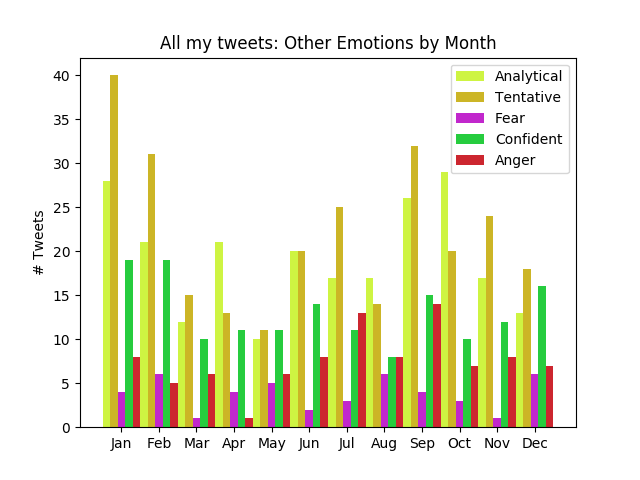 All my tweets: Other Emotions by Month
# Tweets
40
35
30
25
20
15
10
5
0
Analytical
Tentative
Fear
Confident
Anger
Jan Feb Mar Apr May Jun Jul Aug Sep Oct Nov Dec